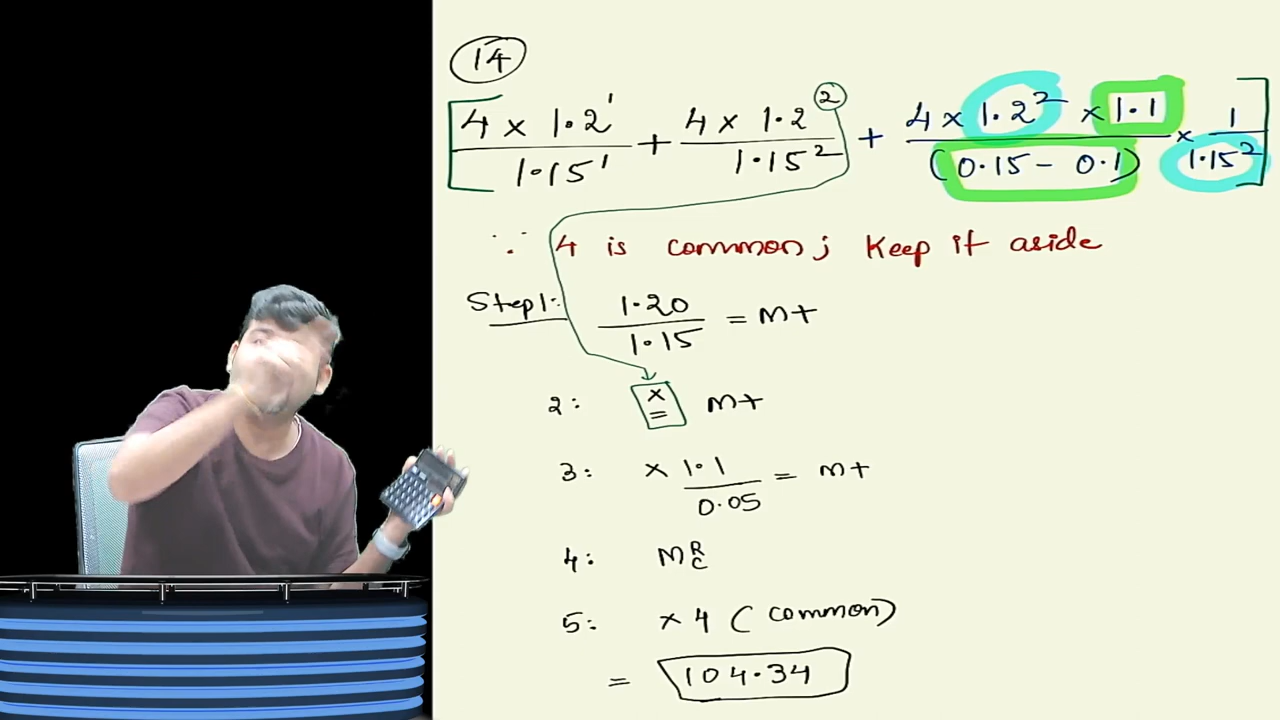 14
[ 4 × 1.2¹ / 1.15¹ + 4 × 1.2² / 1.15² + 4 × 1.2² × 1.1 / (0.15 - 0.1) × 1 / 1.15² ]
∵ 4 is common; Keep it aside
Step1: 1.20 / 1.15 = m+
2: × = m+
3: × 1.1 / 0.05 = m+
4: MRC
5: × 4 (common)
= 104.34